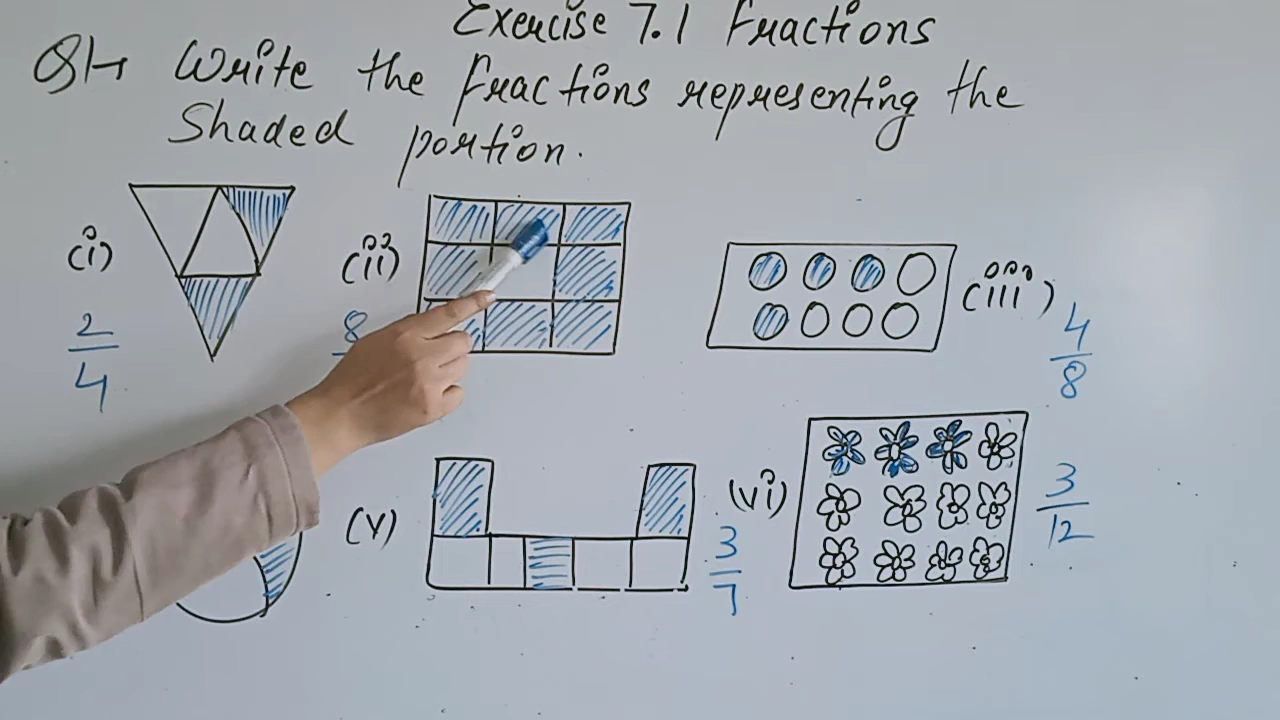 Exercise 7.1 Fractions
Q1→ Write the fractions representing the
Shaded portion.
(i)
2/4
(ii)
8
(iii)
4/8
(v)
3/7
(vi)
3/12